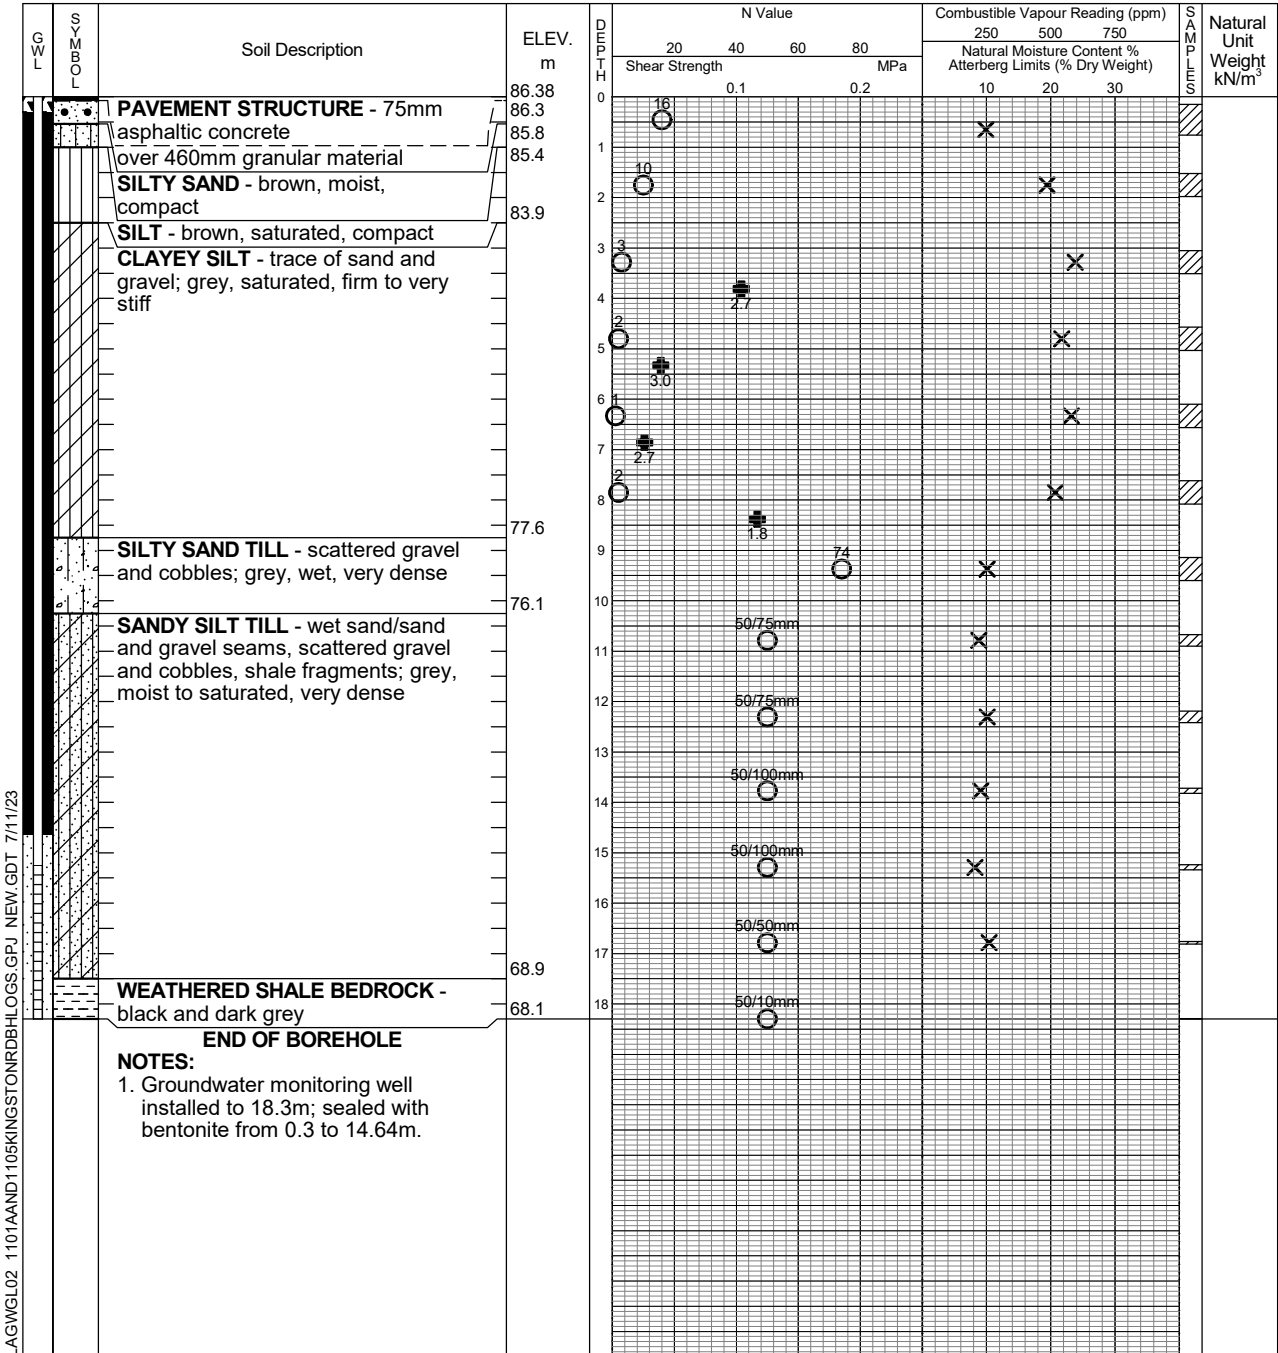 GWL
SYMBOL
Soil Description
ELEV.
m
DEPTH
N Value
20 40 60 80
Shear Strength MPa
0.1 0.2
Combustible Vapour Reading (ppm)
250 500 750
Natural Moisture Content %
Atterberg Limits (% Dry Weight)
10 20 30
SAMPLES
Natural
Unit
Weight
kN/m³
86.38
0
PAVEMENT STRUCTURE - 75mm
asphaltic concrete
over 460mm granular material
86.3
85.8
85.4
SILTY SAND - brown, moist,
compact
83.9
SILT - brown, saturated, compact
CLAYEY SILT - trace of sand and
gravel; grey, saturated, firm to very
stiff
77.6
SILTY SAND TILL - scattered gravel
and cobbles; grey, wet, very dense
76.1
SANDY SILT TILL - wet sand/sand
and gravel seams, scattered gravel
and cobbles, shale fragments; grey,
moist to saturated, very dense
68.9
WEATHERED SHALE BEDROCK -
black and dark grey
68.1
END OF BOREHOLE
NOTES:
1. Groundwater monitoring well
installed to 18.3m; sealed with
bentonite from 0.3 to 14.64m.
1
2
3
4
5
6
7
8
9
10
11
12
13
14
15
16
17
18
16
10
3
2.7
2
3.0
1
2.7
2
1.8
74
50/75mm
50/75mm
50/100mm
50/100mm
50/50mm
50/10mm
AGWGL02 1101AAND1105KINGSTONRDBHLOGS.GPJ NEW.GDT 7/11/23